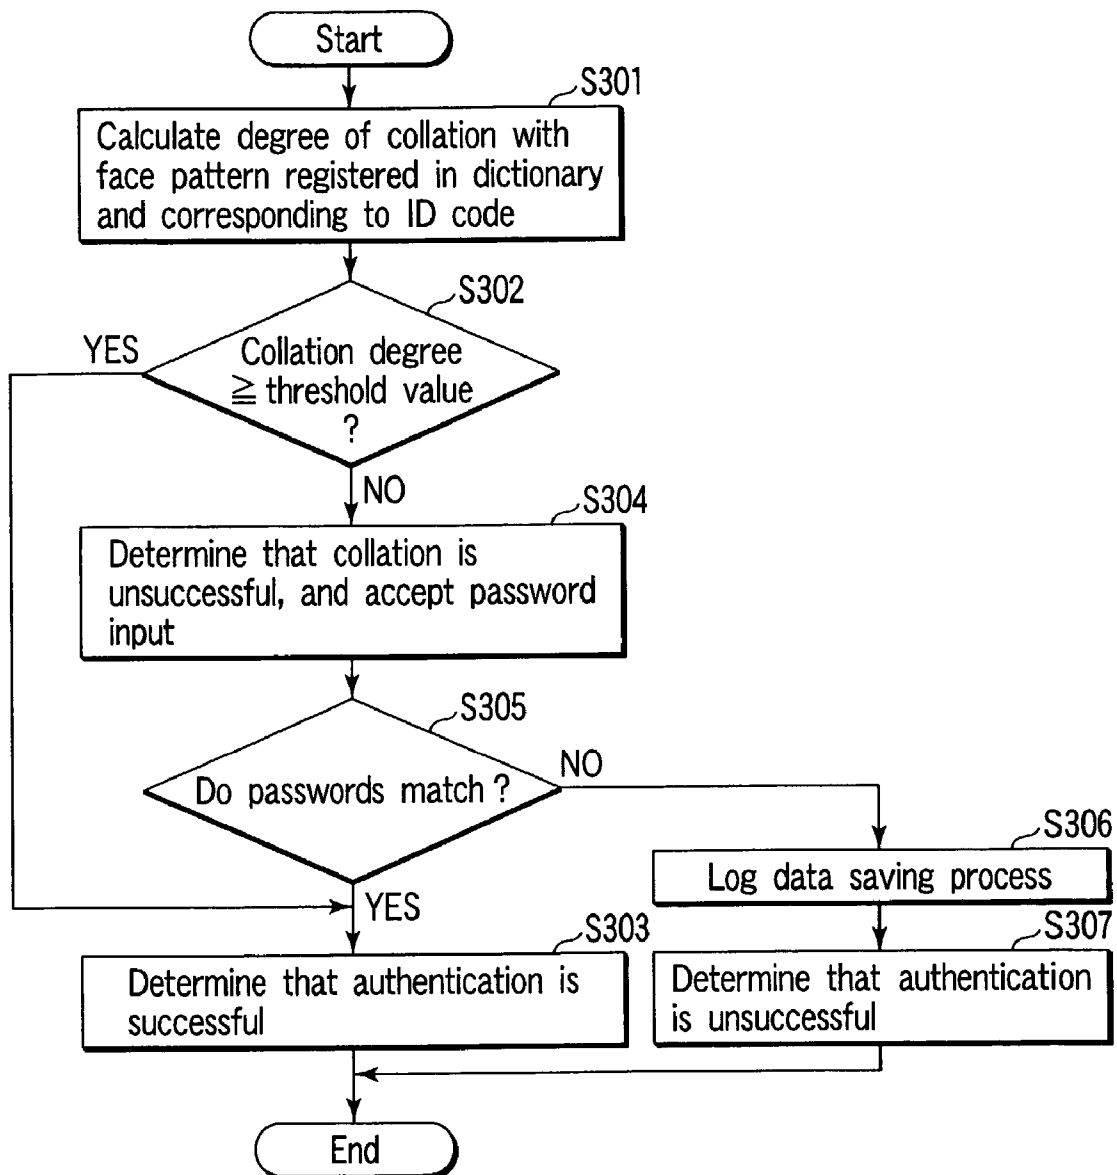 Start
S301
Calculate degree of collation with
face pattern registered in dictionary
and corresponding to ID code
S302
YES
Collation degree
≧ threshold value
?
NO
S304
Determine that collation is
unsuccessful, and accept password
input
S305
Do passwords match ?
NO
S306
Log data saving process
YES
S303
Determine that authentication is
successful
S307
Determine that authentication
is unsuccessful
End